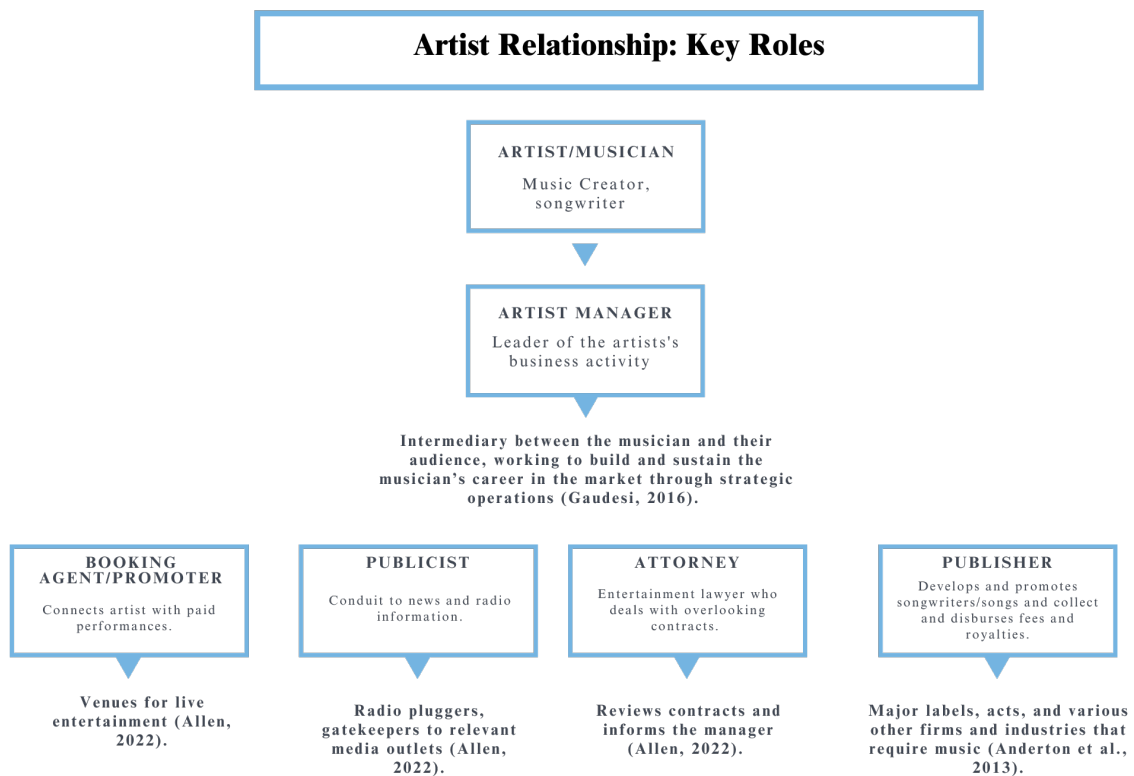 Artist Relationship: Key Roles
ARTIST/MUSICIAN
Music Creator,
songwriter
ARTIST MANAGER
Leader of the artists's
business activity
Intermediary between the musician and their
audience, working to build and sustain the
musician's career in the market through strategic
operations (Gaudesi, 2016).
BOOKING
AGENT/PROMOTER
Connects artist with paid
performances.
Venues for live
entertainment (Allen,
2022).
PUBLICIST
Conduit to news and radio
information.
Radio pluggers,
gatekeepers to relevant
media outlets (Allen,
2022).
ATTORNEY
Entertainment lawyer who
deals with overlooking
contracts.
Reviews contracts and
informs the manager
(Allen, 2022).
PUBLISHER
Develops and promotes
songwriters/songs and collect
and disburses fees and
royalties.
Major labels, acts, and various
other firms and industries that
require music (Anderton et al.,
2013).